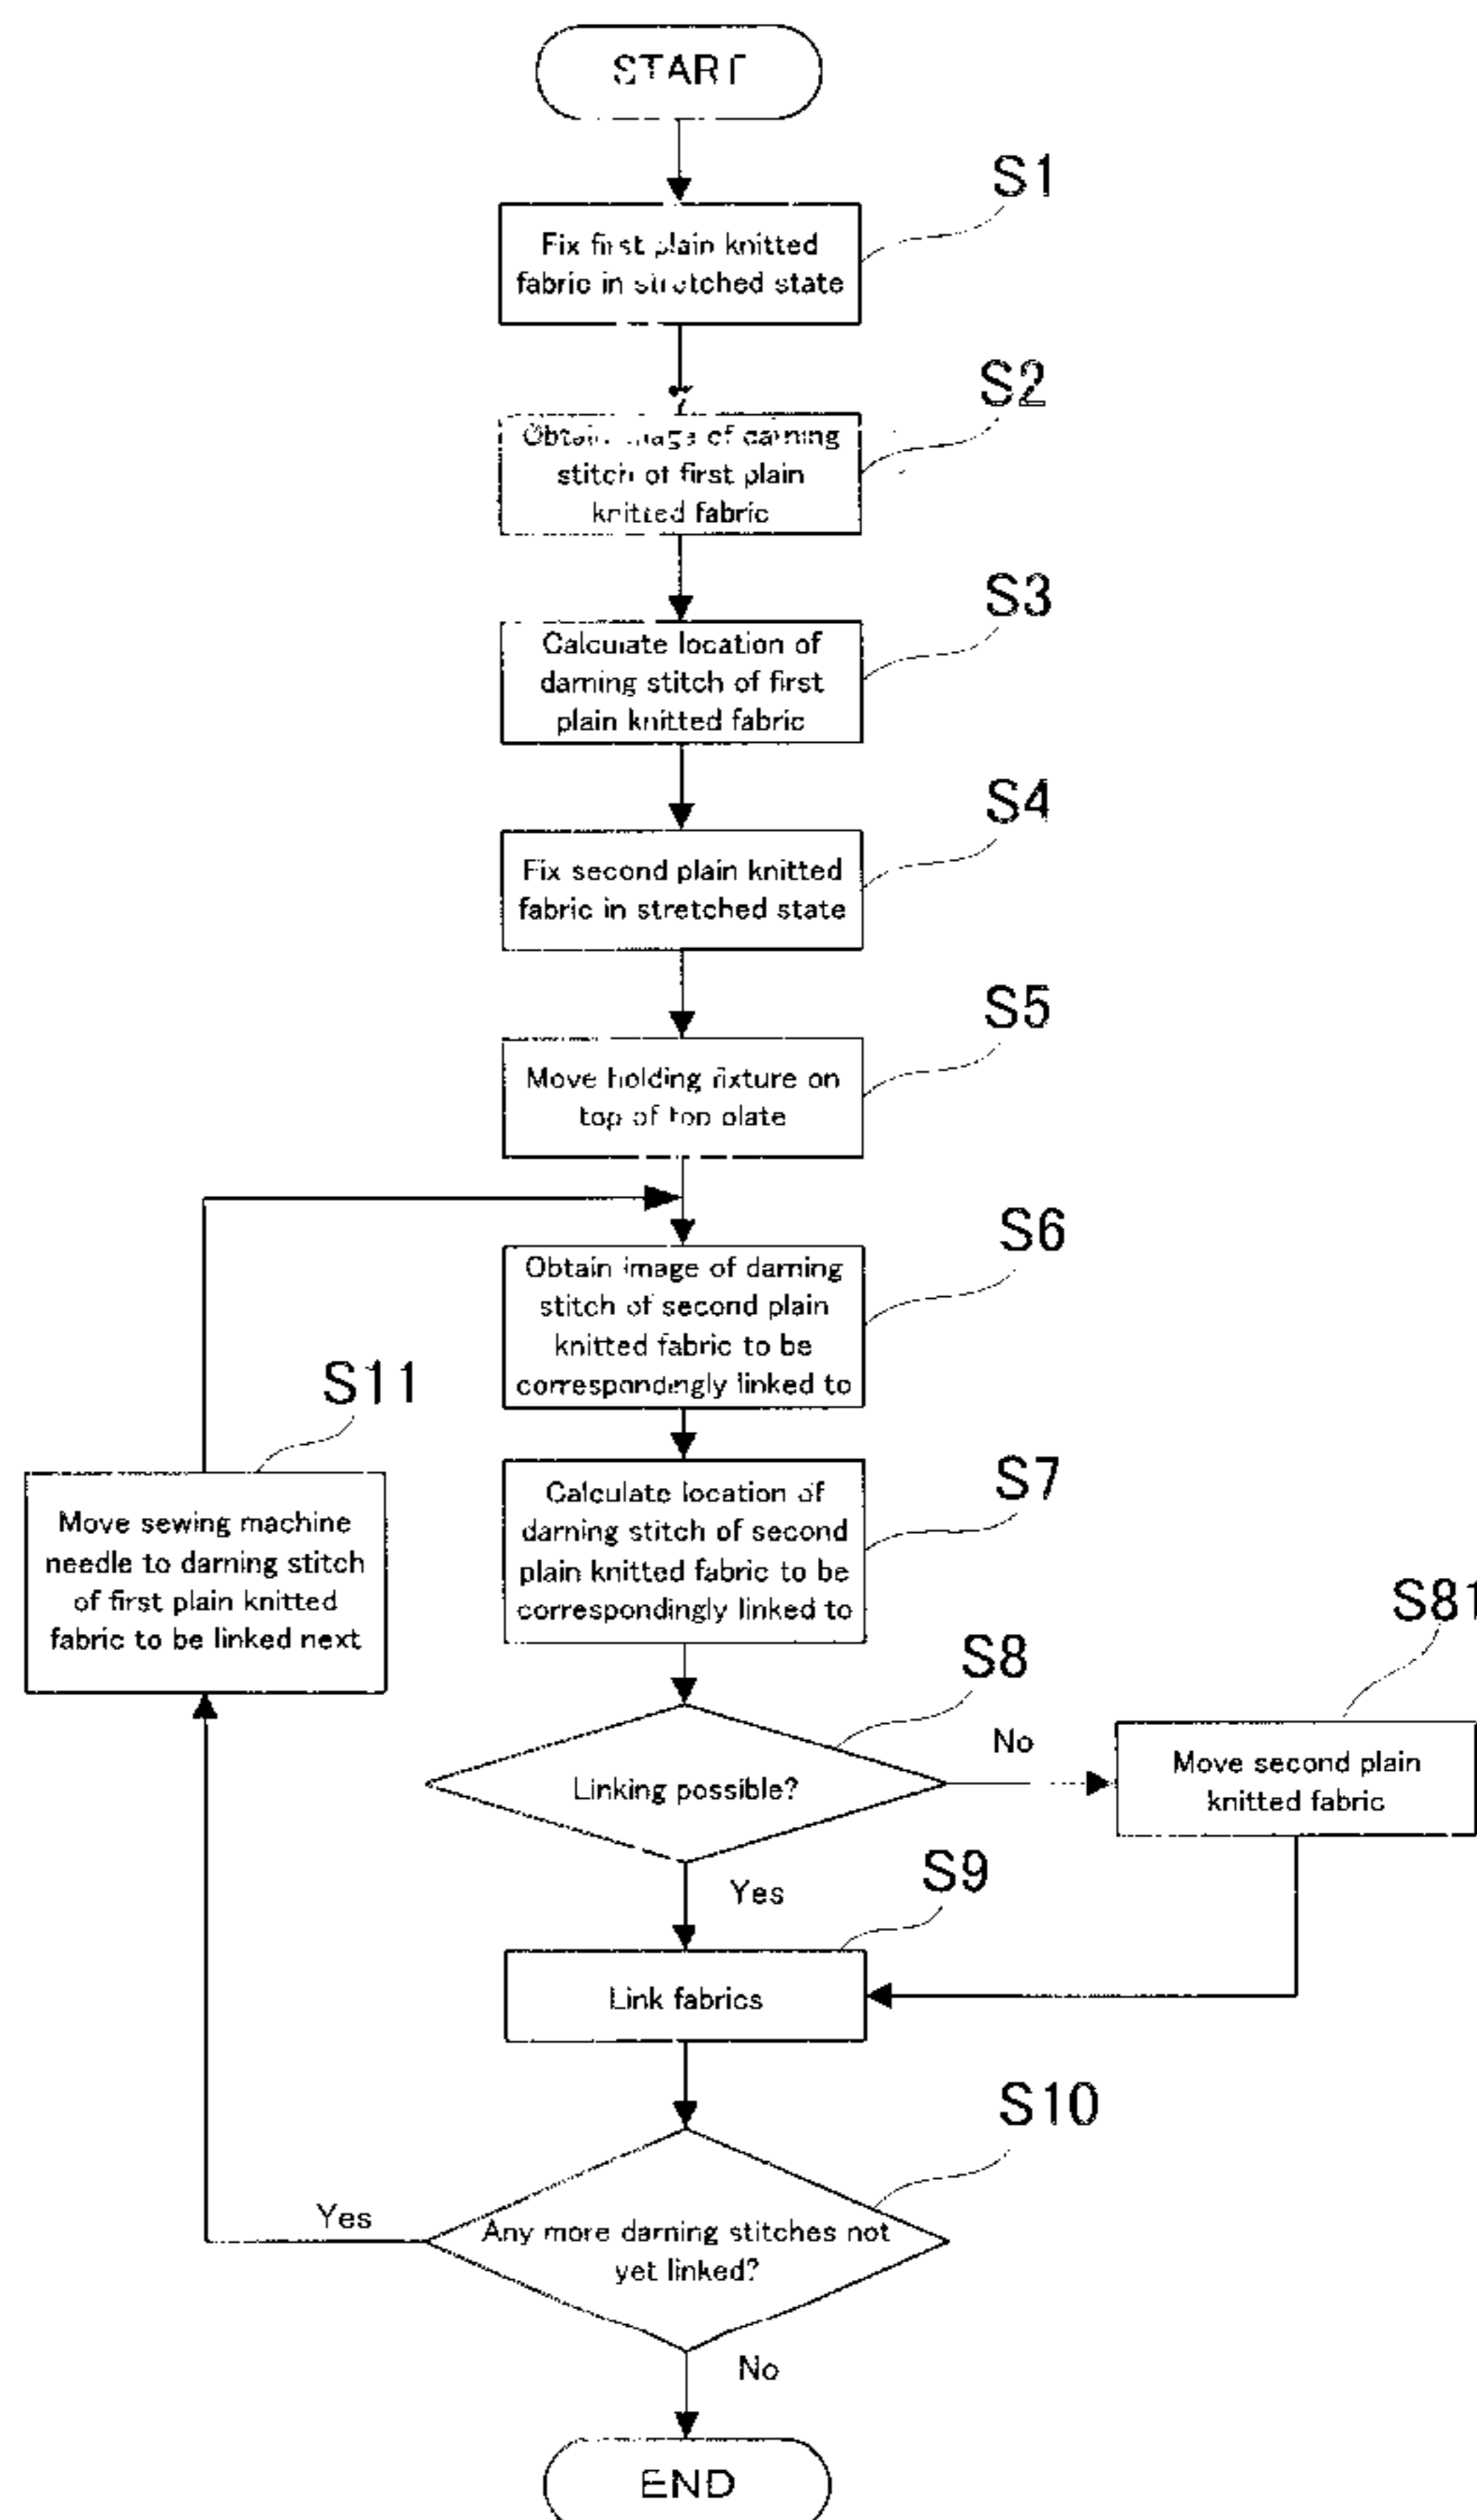 START
S1
Fix first plain knitted
fabric in stretched state
S2
Obtain image of darning
stitch of first plain
knitted fabric
S3
Calculate location of
darning stitch of first
plain knitted fabric
S4
Fix second plain knitted
fabric in stretched state
S5
Move holding fixture on
top of top plate
S6
Obtain image of darning
stitch of second plain
knitted fabric to be
correspondingly linked to
S11
Move sewing machine
needle to darning stitch
of first plain knitted
fabric to be linked next
S7
Calculate location of
darning stitch of second
plain knitted fabric to be
correspondingly linked to
S8
Linking possible?
No
S81
Move second plain
knitted fabric
Yes
S9
Link fabrics
S10
Any more darning stitches not
yet linked?
Yes
No
END